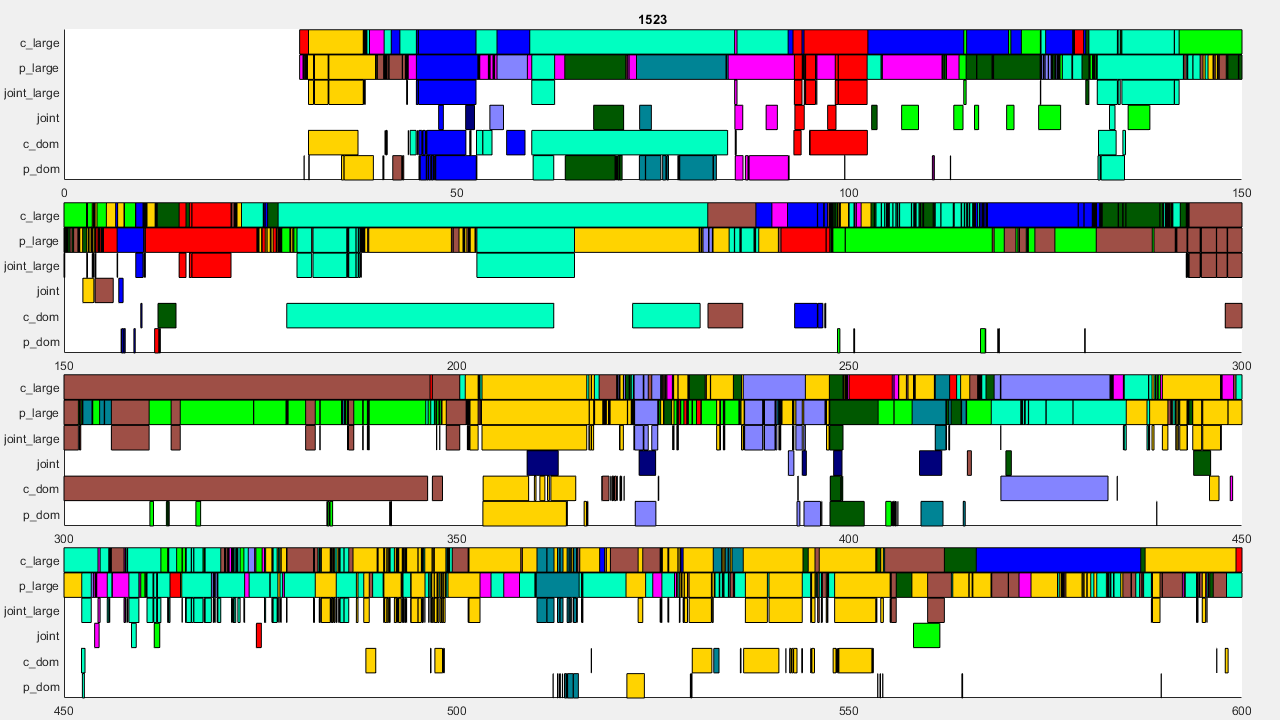 1523
c_large
p_large
joint_large
joint
c_dom
p_dom
0 50 100 150
c_large
p_large
joint_large
joint
c_dom
p_dom
150 200 250 300
c_large
p_large
joint_large
joint
c_dom
p_dom
300 350 400 450
c_large
p_large
joint_large
joint
c_dom
p_dom
450 500 550 600